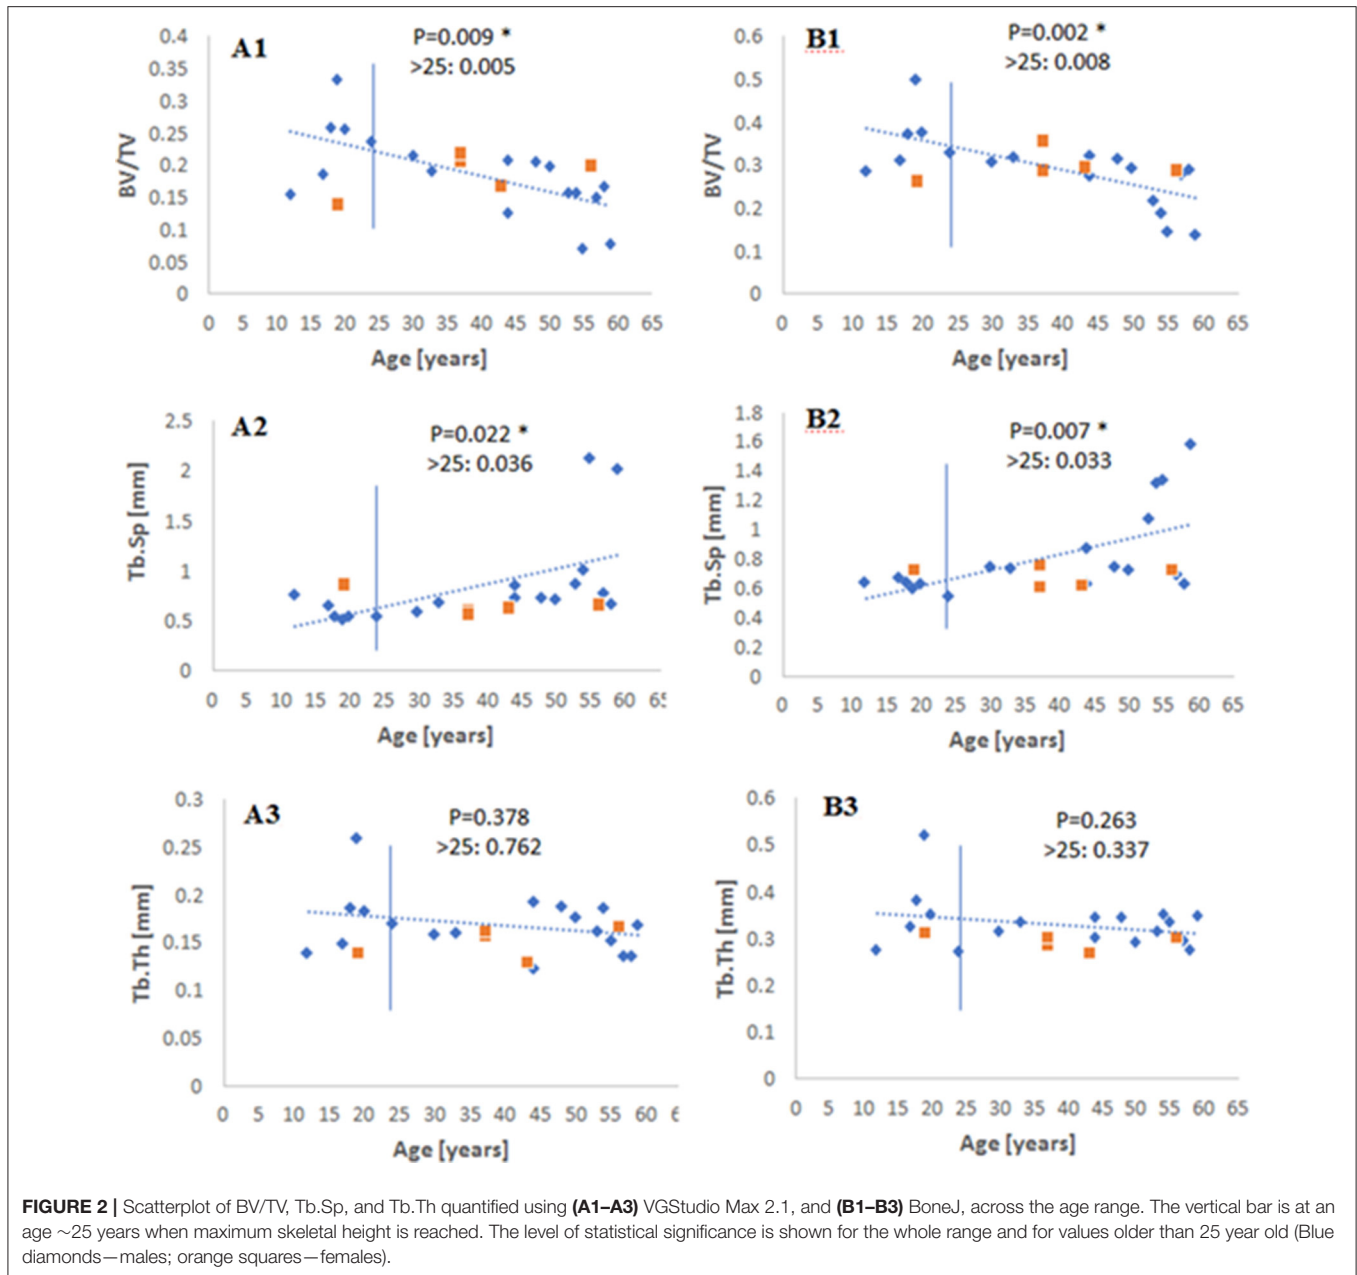 A1
P=0.009 *
>25: 0.005
BV/TV
0.4
0.35
0.3
0.25
0.2
0.15
0.1
0.05
0
0 5 10 15 20 25 30 35 40 45 50 55 60 65
Age [years]
B1
P=0.002 *
>25: 0.008
BV/TV
0.6
0.5
0.4
0.3
0.2
0.1
0
0 5 10 15 20 25 30 35 40 45 50 55 60 65
Age [years]
A2
P=0.022 *
>25: 0.036
Tb.Sp [mm]
2.5
2
1.5
1
0.5
0
0 5 10 15 20 25 30 35 40 45 50 55 60
Age [years]
B2
P=0.007 *
>25: 0.033
Tb.Sp [mm]
1.8
1.6
1.4
1.2
1
0.8
0.6
0.4
0.2
0
0 5 10 15 20 25 30 35 40 45 50 55 60 65
Age [years]
A3
P=0.378
>25: 0.762
Tb.Th [mm]
0.3
0.25
0.2
0.15
0.1
0.05
0
0 5 10 15 20 25 30 35 40 45 50 55 60
Age [years]
B3
P=0.263
>25: 0.337
Tb.Th [mm]
0.6
0.5
0.4
0.3
0.2
0.1
0
0 5 10 15 20 25 30 35 40 45 50 55 60 65
Age [years]
FIGURE 2 | Scatterplot of BV/TV, Tb.Sp, and Tb.Th quantified using (A1–A3) VGStudio Max 2.1, and (B1–B3) BoneJ, across the age range. The vertical bar is at an
age ∼25 years when maximum skeletal height is reached. The level of statistical significance is shown for the whole range and for values older than 25 year old (Blue
diamonds—males; orange squares—females).